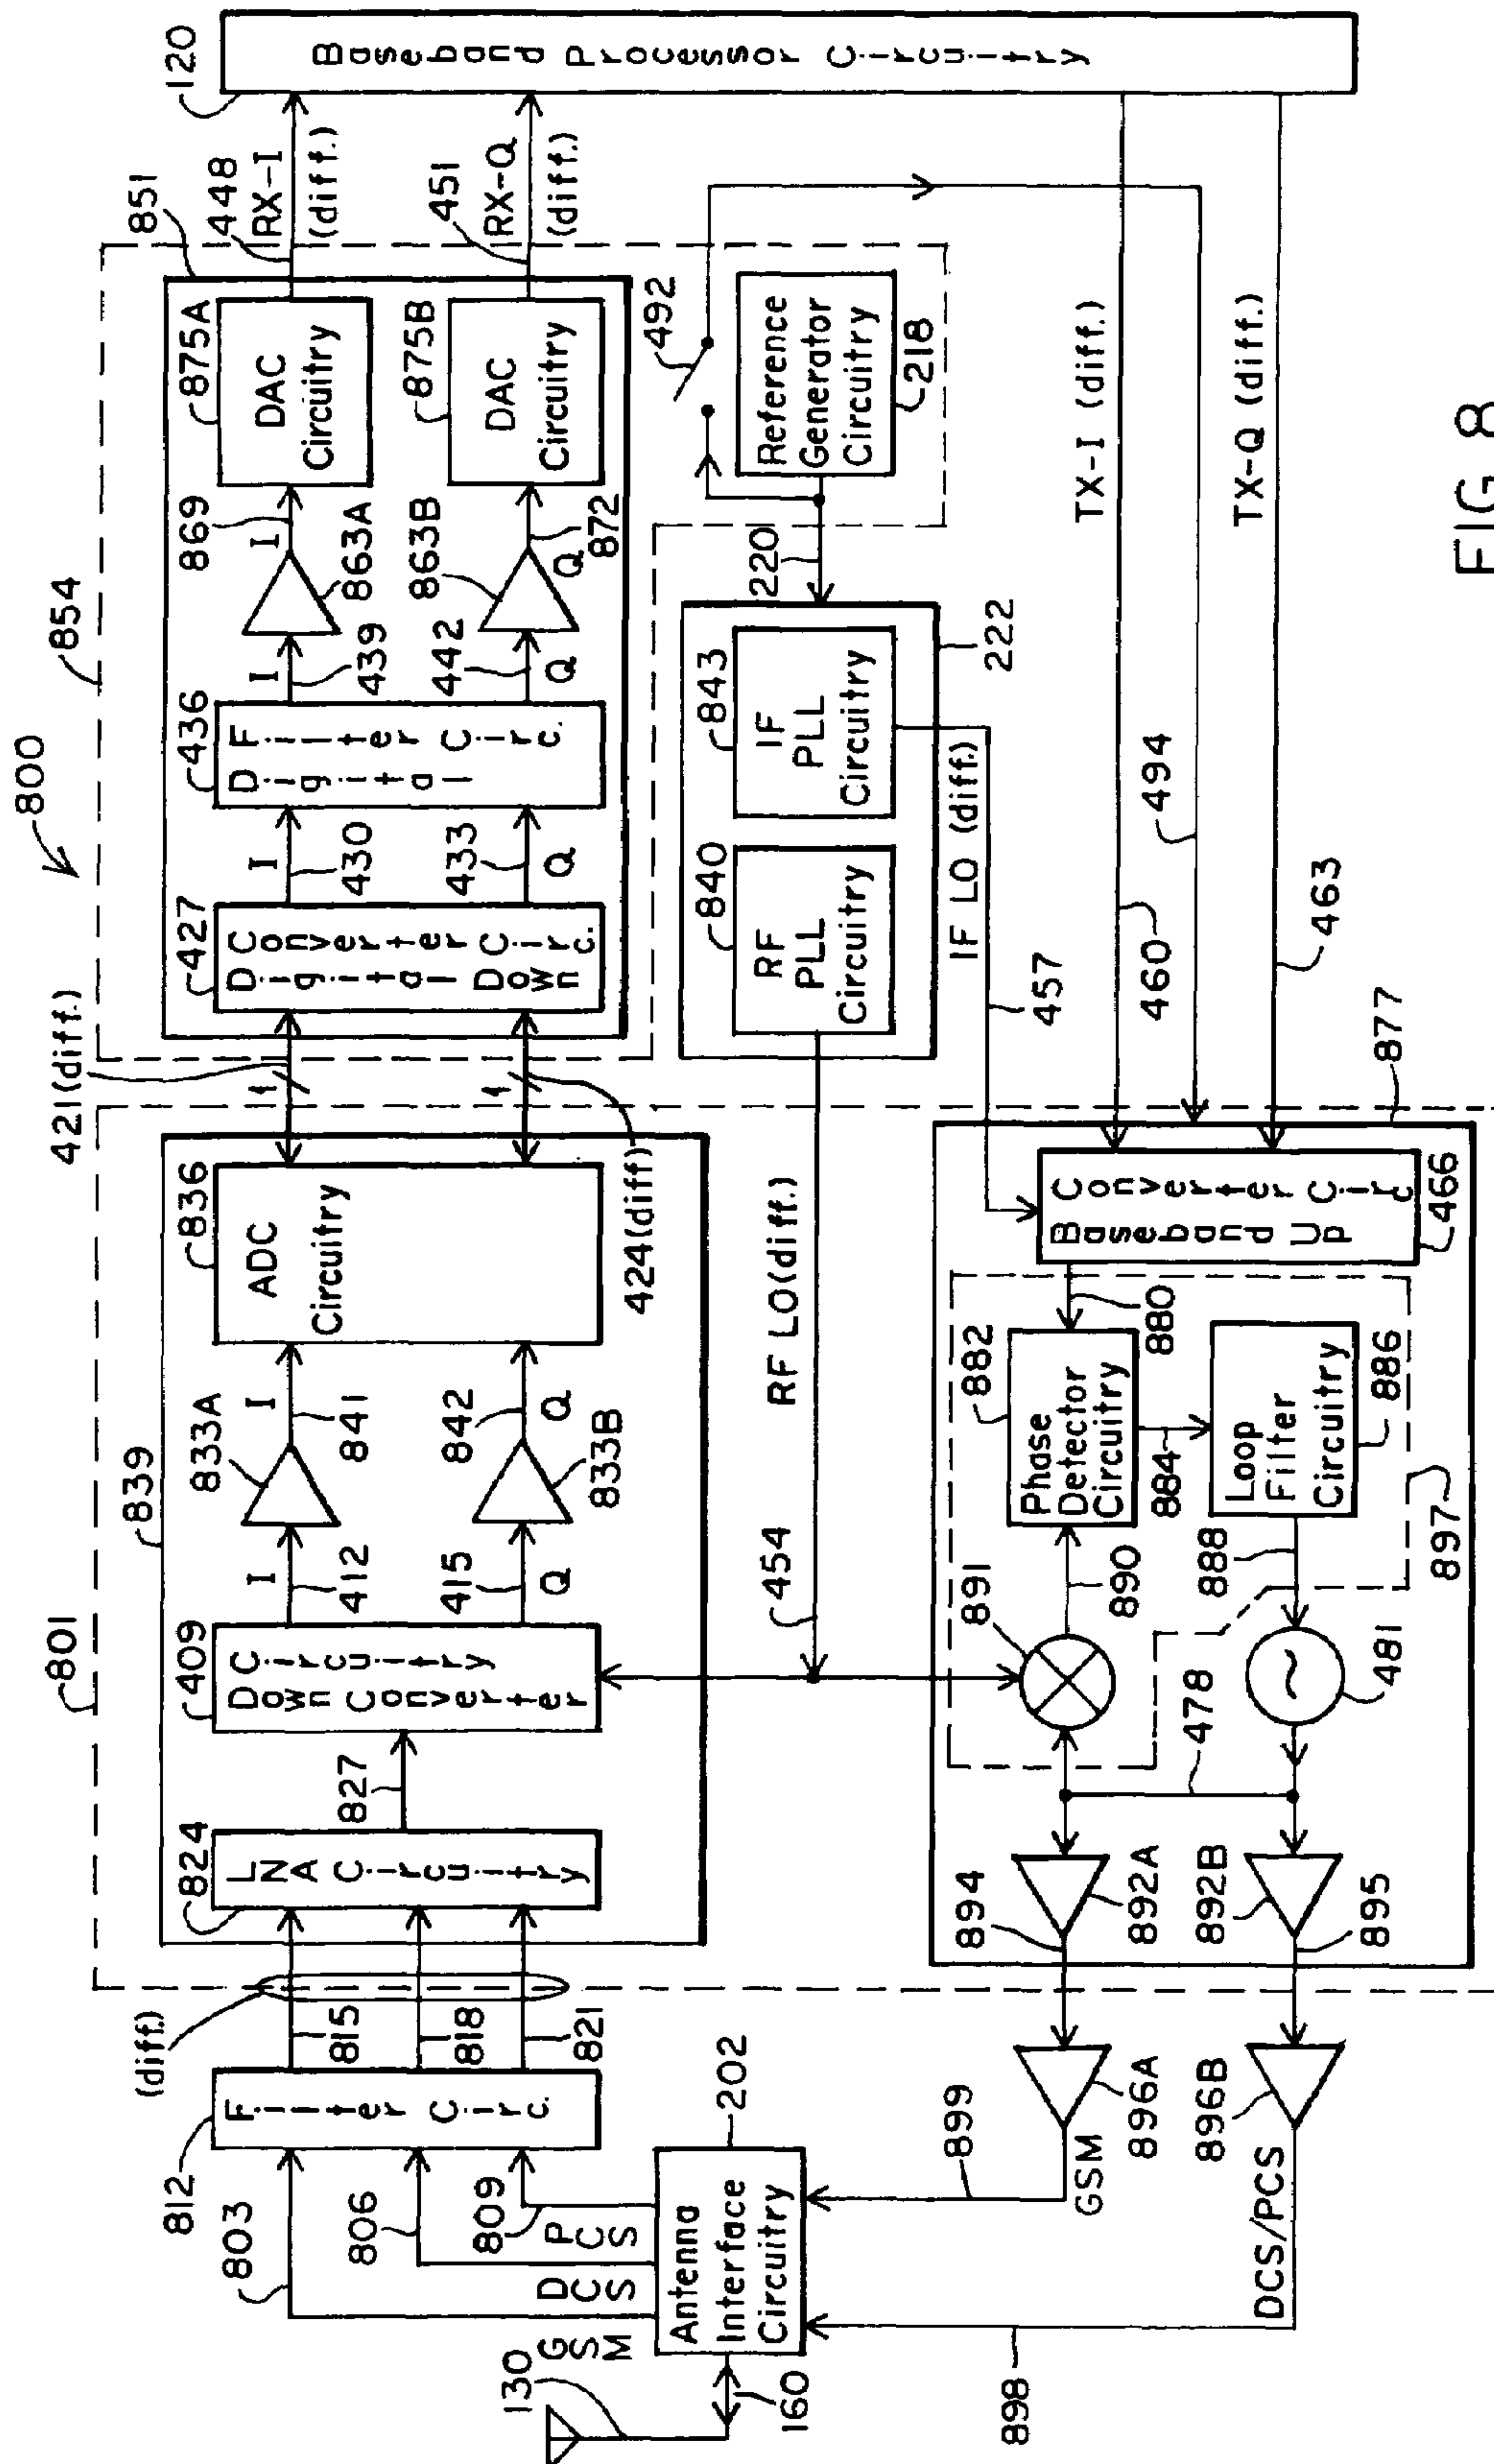 800
801
839
421(diff.)
854
851
120
(diff.)
812
803
806
809
G S M
D C S
P C S
Filter Circ.
815
818
821
824
LNA Circuitry
827
409
Down Converter
Circuitry
I
412
415
Q
833A
I
841
842
Q
833B
836
ADC
Circuitry
1
1
424(diff)
427
Digital Down
Converter Circ.
I
430
433
Q
436
Digital
Filter Circ.
I
439
442
Q
863A
863B
I
869
Q
872
875A
DAC
Circuitry
875B
DAC
Circuitry
448
RX-I
(diff.)
451
RX-Q
(diff.)
Baseband Processor Circuitry
492
Reference
Generator
Circuitry
218
220
222
840
RF
PLL
Circuitry
843
IF
PLL
Circuitry
RF LO(diff.)
454
IF LO (diff.)
457
130
160
Antenna
Interface
Circuitry
202
898
899
GSM
DCS/PCS
896A
896B
894
895
892A
892B
478
481
891
890
882
Phase
Detector
Circuitry
880
884
Loop
Filter
Circuitry
886
888
897
Baseband Up
Converter Circ
466
877
TX-I (diff.)
460
494
TX-Q (diff.)
463
FIG. 8